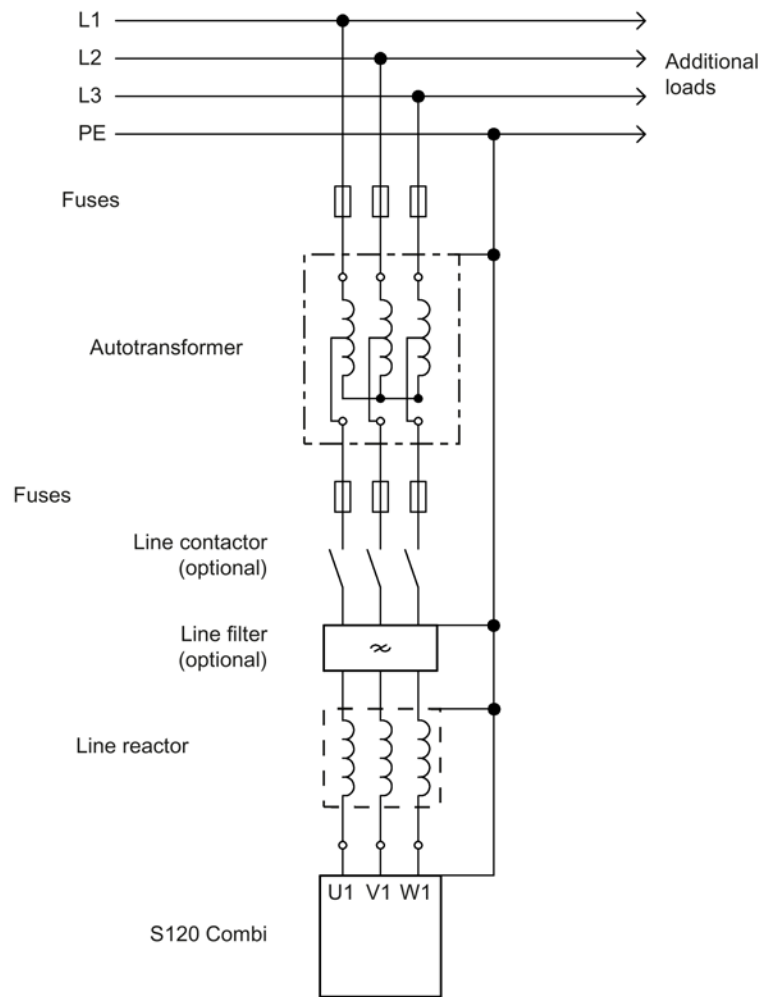 L1
L2
L3
PE
Additional
loads
Fuses
Autotransformer
Fuses
Line contactor
(optional)
Line filter
(optional)
Line reactor
U1 V1 W1
S120 Combi